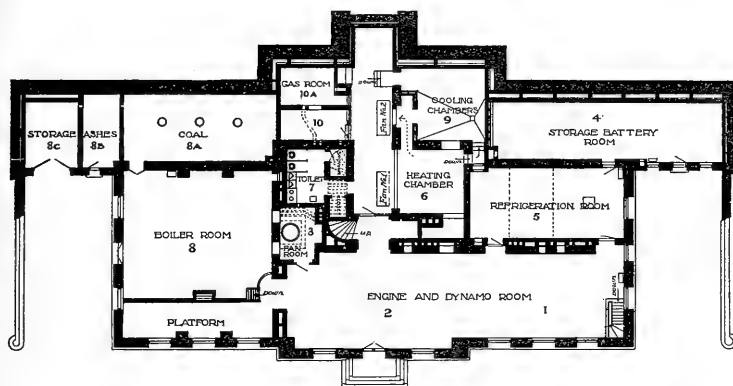 GAS ROOM
10A
DOWN
COOLING
CHAMBERS
9
STORAGE
8C
ASHES
8B
COAL
8A
10
Fan No.2
4
STORAGE BATTERY
ROOM
TOILET
7
Fan No.1
HEATING
CHAMBER
6
DOWN
REFRIGERATION ROOM
5
BOILER ROOM
8
3
FAN
ROOM
UP
DOWN
ENGINE AND DYNAMO ROOM
2
1
PLATFORM